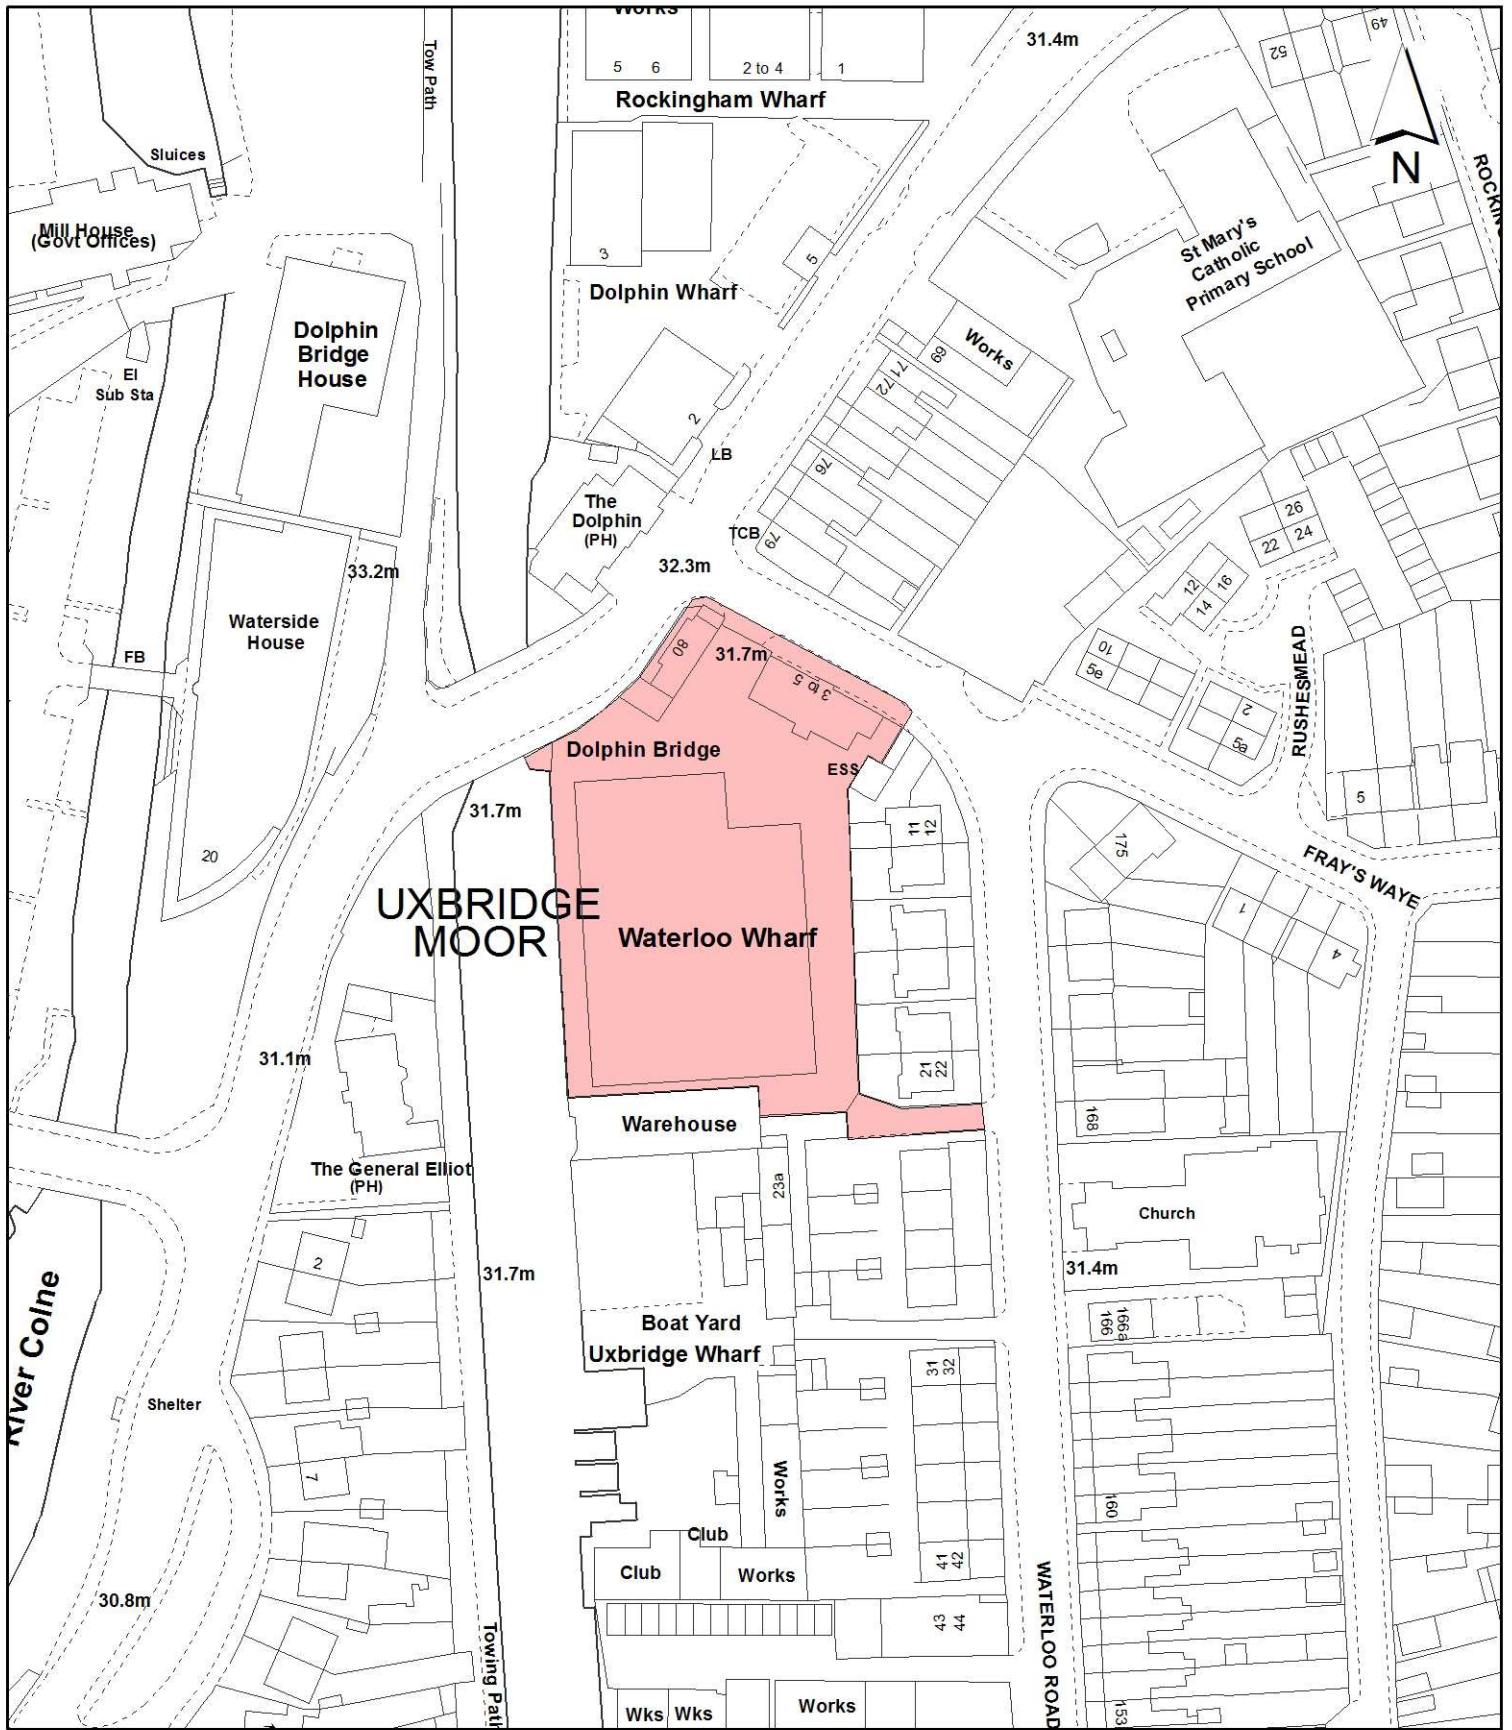 Works
5
6
2 to 4
1
31.4m
49
52
Tow Path
Rockingham Wharf
N
Sluices
Mill House
(Govt Offices)
3
5
St Mary's
Catholic
Primary School
Dolphin Wharf
Dolphin
Bridge
House
El
Sub Sta
69
Works
71
72
2
LB
76
The
Dolphin
(PH)
TCB
79
26
24
22
33.2m
32.3m
12
16
14
Waterside
House
FB
80
31.7m
3 to 5
10
5e
RUSHESMEAD
2
5a
Dolphin Bridge
ESS
31.7m
5
11
12
175
20
FRAY'S WAYE
UXBRIDGE
MOOR
Waterloo Wharf
1
4
31.1m
21
22
Warehouse
168
The General Elliot
(PH)
23a
Church
2
31.7m
31.4m
River Colne
Boat Yard
Uxbridge Wharf
166
166a
31
32
Shelter
7
Works
160
Club
Club
Works
41
42
30.8m
43
44
WATERLOO ROAD
Towing Path
Wks
Wks
Works
153